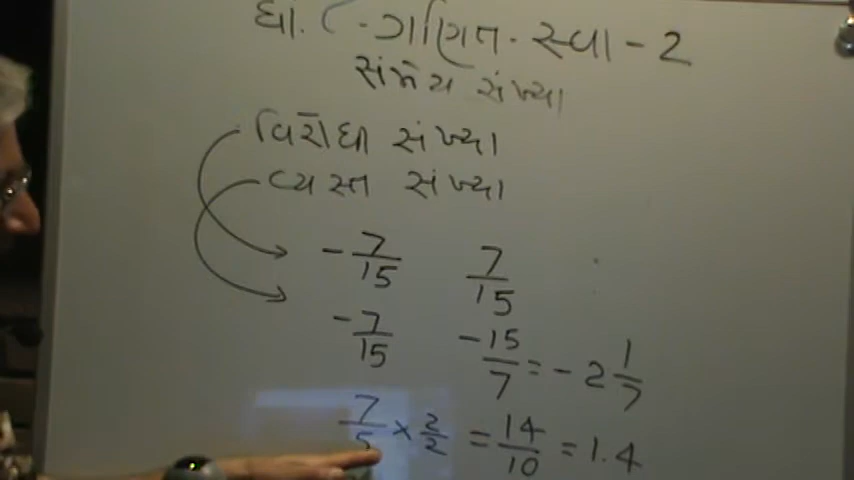 ધો. ૮ - ગણિત - સ્વા - 2
સંમેય સંખ્યા
વિરોધી સંખ્યા
વ્યસ્ત સંખ્યા
-7/15 7/15
-7/15 -15/7 = -2 1/7
7/5 × 2/2 = 14/10 = 1.4